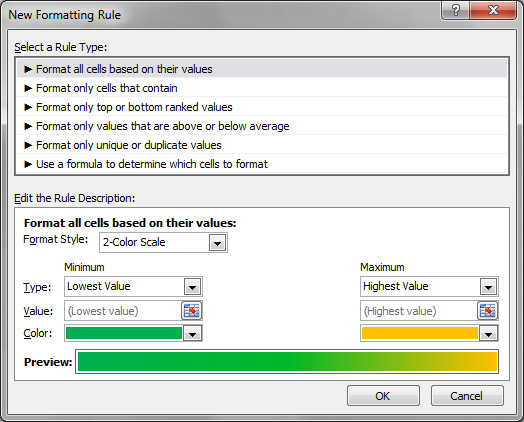 New Formatting Rule
Select a Rule Type:
► Format all cells based on their values
► Format only cells that contain
► Format only top or bottom ranked values
► Format only values that are above or below average
► Format only unique or duplicate values
► Use a formula to determine which cells to format
Edit the Rule Description:
Format all cells based on their values:
Format Style: 2-Color Scale
Minimum Maximum
Type: Lowest Value Highest Value
Value: (Lowest value) (Highest value)
Color:
Preview:
OK Cancel